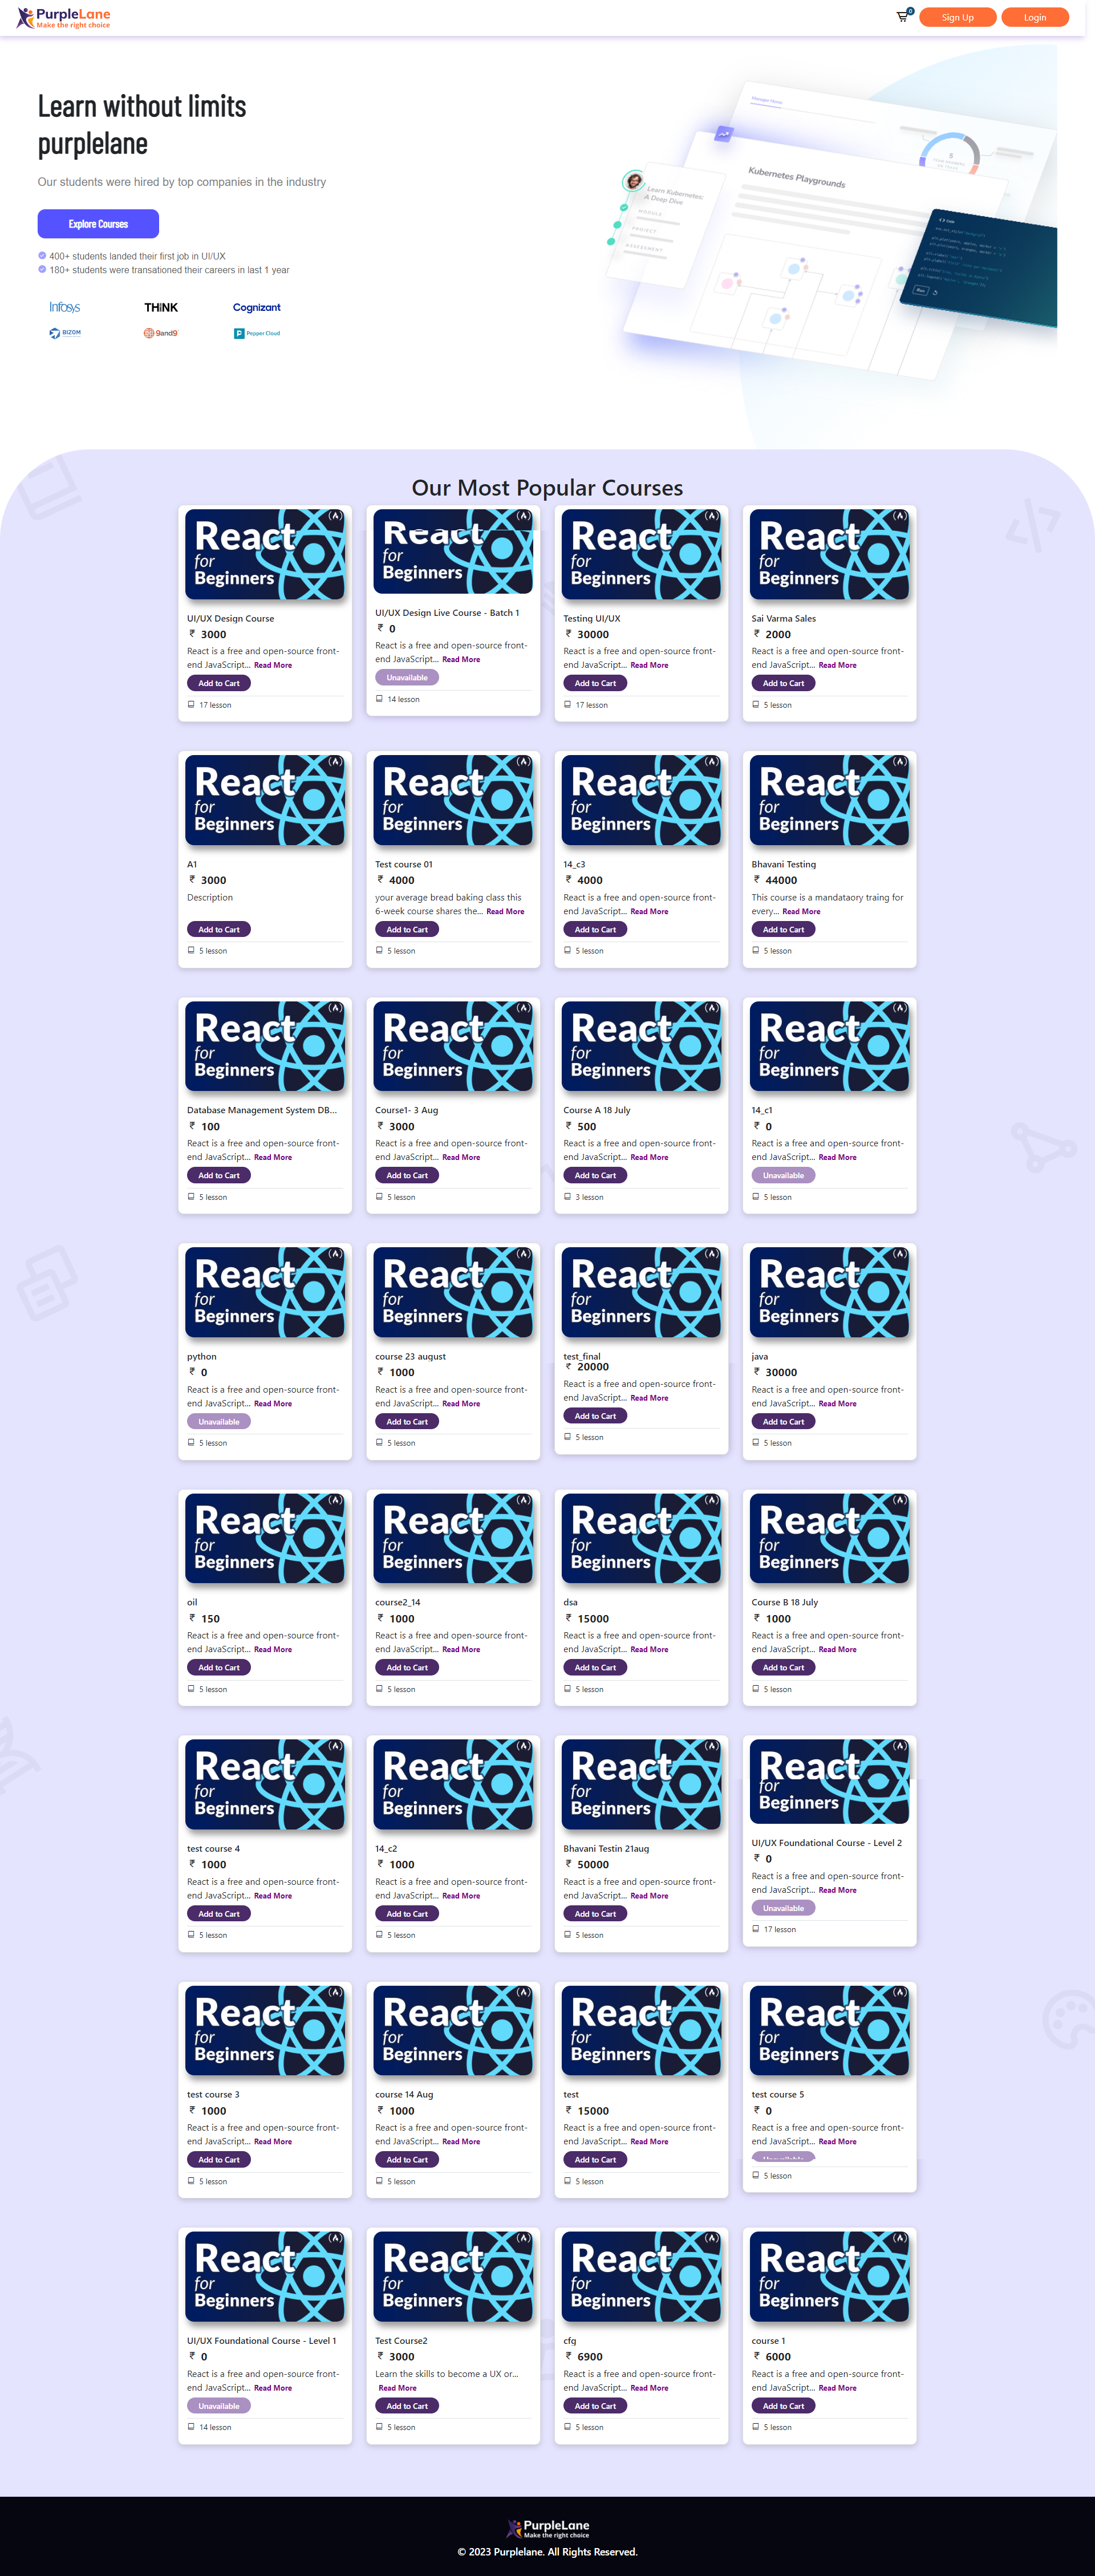 PurpleLane
Make the right choice
0
Sign Up
Login
Learn without limits
purplelane
Our students were hired by top companies in the industry
Explore Courses
400+ students landed their first job in UI/UX
180+ students were transationed their careers in last 1 year
Infosys
THiNK
Cognizant
BIZOM
9and9
Pepper Cloud
Manager Home
5
Kubernetes Playgrounds
Learn Kubernetes:
A Deep Dive
MODULE
PROJECT
ASSESSMENT
Run
Our Most Popular Courses
React
for
Beginners
UI/UX Design Course
₹ 3000
React is a free and open-source front-
end JavaScript... Read More
Add to Cart
17 lesson
React
for
Beginners
UI/UX Design Live Course - Batch 1
₹ 0
React is a free and open-source front-
end JavaScript... Read More
Unavailable
14 lesson
React
for
Beginners
Testing UI/UX
₹ 30000
React is a free and open-source front-
end JavaScript... Read More
Add to Cart
17 lesson
React
for
Beginners
Sai Varma Sales
₹ 2000
React is a free and open-source front-
end JavaScript... Read More
Add to Cart
5 lesson
React
for
Beginners
A1
₹ 3000
Description
Add to Cart
5 lesson
React
for
Beginners
Test course 01
₹ 4000
your average bread baking class this
6-week course shares the... Read More
Add to Cart
5 lesson
React
for
Beginners
14_c3
₹ 4000
React is a free and open-source front-
end JavaScript... Read More
Add to Cart
5 lesson
React
for
Beginners
Bhavani Testing
₹ 44000
This course is a mandataory traing for
every... Read More
Add to Cart
5 lesson
React
for
Beginners
Database Management System DB...
₹ 100
React is a free and open-source front-
end JavaScript... Read More
Add to Cart
5 lesson
React
for
Beginners
Course1- 3 Aug
₹ 3000
React is a free and open-source front-
end JavaScript... Read More
Add to Cart
5 lesson
React
for
Beginners
Course A 18 July
₹ 500
React is a free and open-source front-
end JavaScript... Read More
Add to Cart
3 lesson
React
for
Beginners
14_c1
₹ 0
React is a free and open-source front-
end JavaScript... Read More
Unavailable
5 lesson
React
for
Beginners
python
₹ 0
React is a free and open-source front-
end JavaScript... Read More
Unavailable
5 lesson
React
for
Beginners
course 23 august
₹ 1000
React is a free and open-source front-
end JavaScript... Read More
Add to Cart
5 lesson
React
for
Beginners
test_final
₹ 20000
React is a free and open-source front-
end JavaScript... Read More
Add to Cart
5 lesson
React
for
Beginners
java
₹ 30000
React is a free and open-source front-
end JavaScript... Read More
Add to Cart
5 lesson
React
for
Beginners
oil
₹ 150
React is a free and open-source front-
end JavaScript... Read More
Add to Cart
5 lesson
React
for
Beginners
course2_14
₹ 1000
React is a free and open-source front-
end JavaScript... Read More
Add to Cart
5 lesson
React
for
Beginners
dsa
₹ 15000
React is a free and open-source front-
end JavaScript... Read More
Add to Cart
5 lesson
React
for
Beginners
Course B 18 July
₹ 1000
React is a free and open-source front-
end JavaScript... Read More
Add to Cart
5 lesson
React
for
Beginners
test course 4
₹ 1000
React is a free and open-source front-
end JavaScript... Read More
Add to Cart
5 lesson
React
for
Beginners
14_c2
₹ 1000
React is a free and open-source front-
end JavaScript... Read More
Add to Cart
5 lesson
React
for
Beginners
Bhavani Testin 21aug
₹ 50000
React is a free and open-source front-
end JavaScript... Read More
Add to Cart
5 lesson
React
for
Beginners
UI/UX Foundational Course - Level 2
₹ 0
React is a free and open-source front-
end JavaScript... Read More
Unavailable
17 lesson
React
for
Beginners
test course 3
₹ 1000
React is a free and open-source front-
end JavaScript... Read More
Add to Cart
5 lesson
React
for
Beginners
course 14 Aug
₹ 1000
React is a free and open-source front-
end JavaScript... Read More
Add to Cart
5 lesson
React
for
Beginners
test
₹ 15000
React is a free and open-source front-
end JavaScript... Read More
Add to Cart
5 lesson
React
for
Beginners
test course 5
₹ 0
React is a free and open-source front-
end JavaScript... Read More
Unavailable
5 lesson
React
for
Beginners
UI/UX Foundational Course - Level 1
₹ 0
React is a free and open-source front-
end JavaScript... Read More
Unavailable
14 lesson
React
for
Beginners
Test Course2
₹ 3000
Learn the skills to become a UX or...
Read More
Add to Cart
5 lesson
React
for
Beginners
cfg
₹ 6900
React is a free and open-source front-
end JavaScript... Read More
Add to Cart
5 lesson
React
for
Beginners
course 1
₹ 6000
React is a free and open-source front-
end JavaScript... Read More
Add to Cart
5 lesson
PurpleLane
Make the right choice
© 2023 Purplelane. All Rights Reserved.